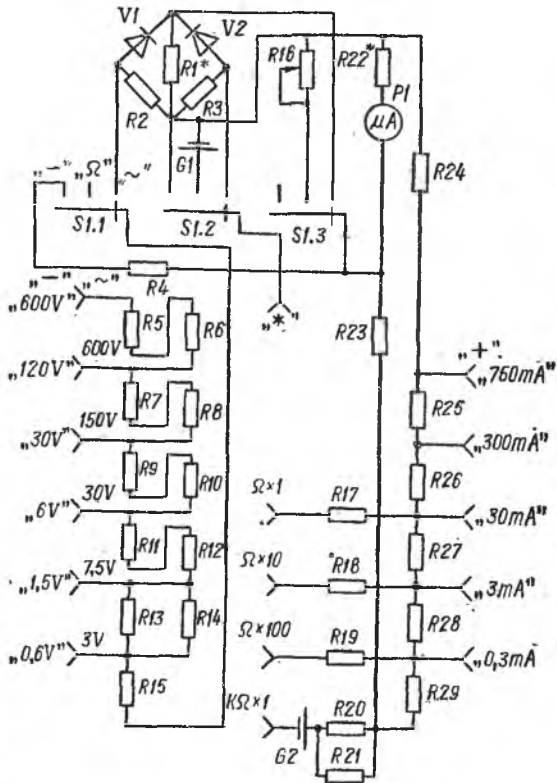 V1 V2
R1* R16 R22*
P1
R2 R3 μA
G1
R24
„—" „Ω" „~"
S1.1 S1.2 S1.3
„—" „~" R4
„600V" „*" R23
R5 R6
600V „+"
„120V" „760mA"
R7 R8 R25
150V
„30V" „300mA"
R9 R10 R26
30V Ω×1 R17
„6V" „30mA"
R11 R12 R27
7,5V Ω×10 R18
„1,5V" „3mA"
R13 R14 R28
3V Ω×100 R19
„0,6V" „0,3mA
R15 R29
KΩ×1 R20
G2 R21